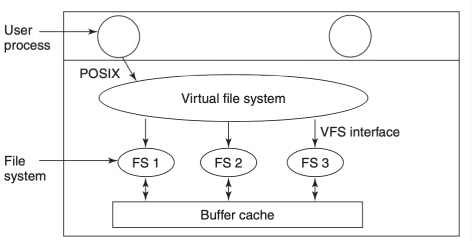 User
process
POSIX
Virtual file system
VFS interface
File
system
FS 1
FS 2
FS 3
Buffer cache